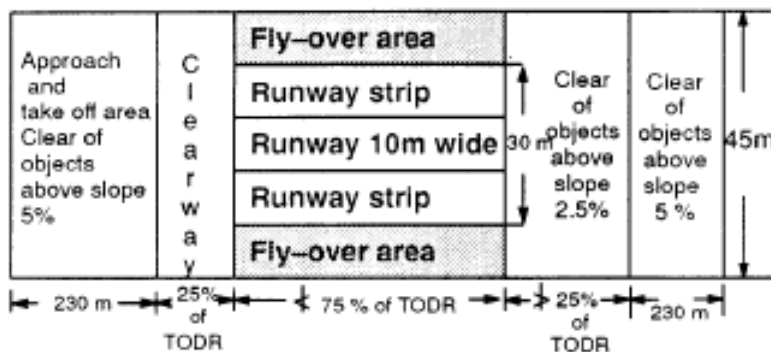 Approach
and
take off area
Clear of
objects
above slope
5%
Clearway
Fly–over area
Runway strip
Runway 10m wide
Runway strip
Fly–over area
30 m
Clear
of
objects
above
slope
2.5%
Clear
of
objects
above
slope
5 %
45m
230 m
25%
of
TODR
75 % of TODR
25%
of
TODR
230 m